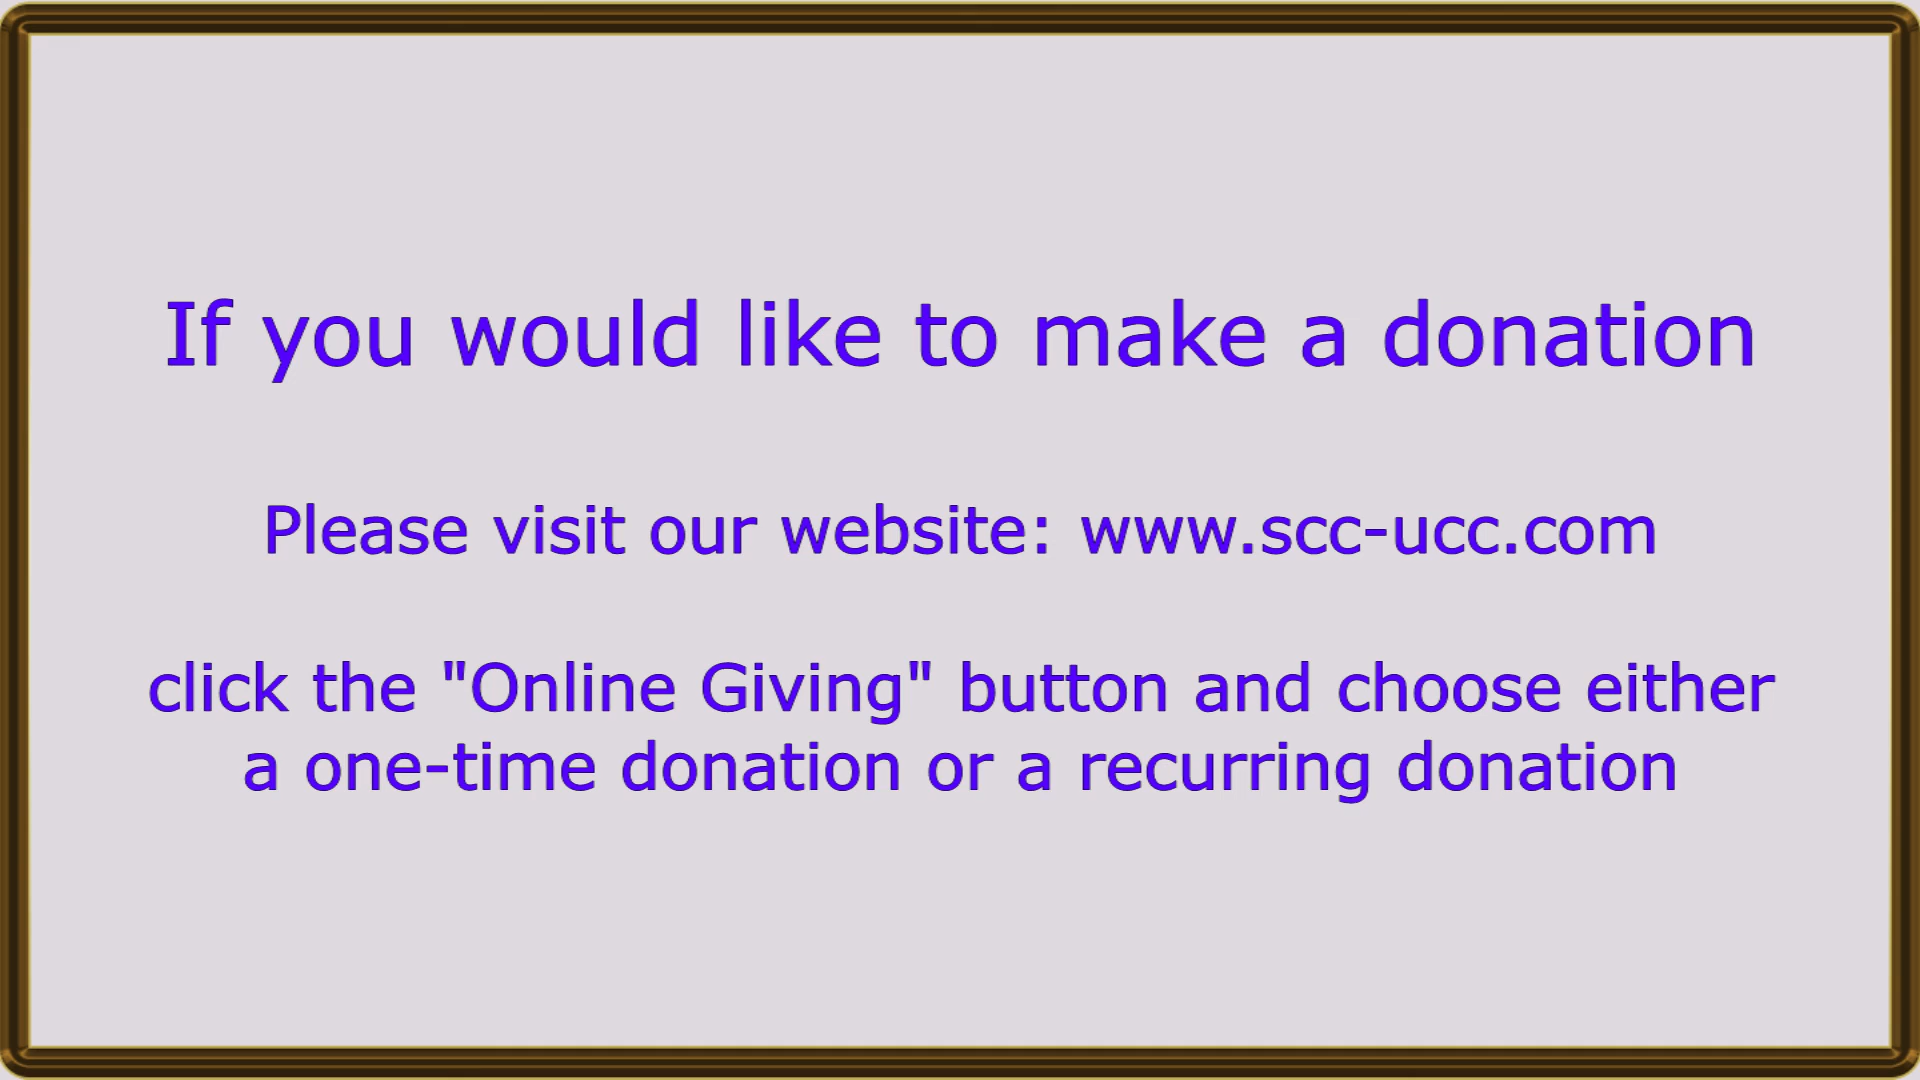 If you would like to make a donation
Please visit our website: www.scc-ucc.com
click the "Online Giving" button and choose either
a one-time donation or a recurring donation